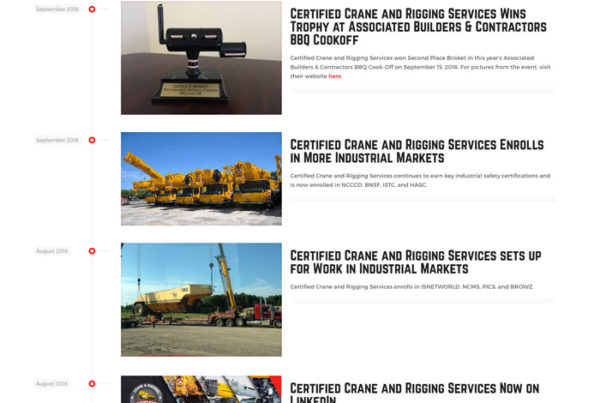 September 2016
Certified Crane and Rigging Services Wins
Trophy at Associated Builders & Contractors
BBQ Cookoff
Certified Crane and Rigging Services won Second Place Brisket in this year's Associated
Builders & Contractors BBQ Cook-Off on September 15, 2016. For pictures from the event, visit
their website here.
September 2016
Certified Crane and Rigging Services Enrolls
in More Industrial Markets
Certified Crane and Rigging Services continues to earn key industrial safety certifications and
is now enrolled in NCCCO, BNSF, ISTC, and HASC.
August 2016
Certified Crane and Rigging Services sets up
for Work in Industrial Markets
Certified Crane and Rigging Services enrolls in ISNETWORLD, NCMS, PICS, and BROWZ.
August 2016
Certified Crane and Rigging Services Now on
LinkedIn